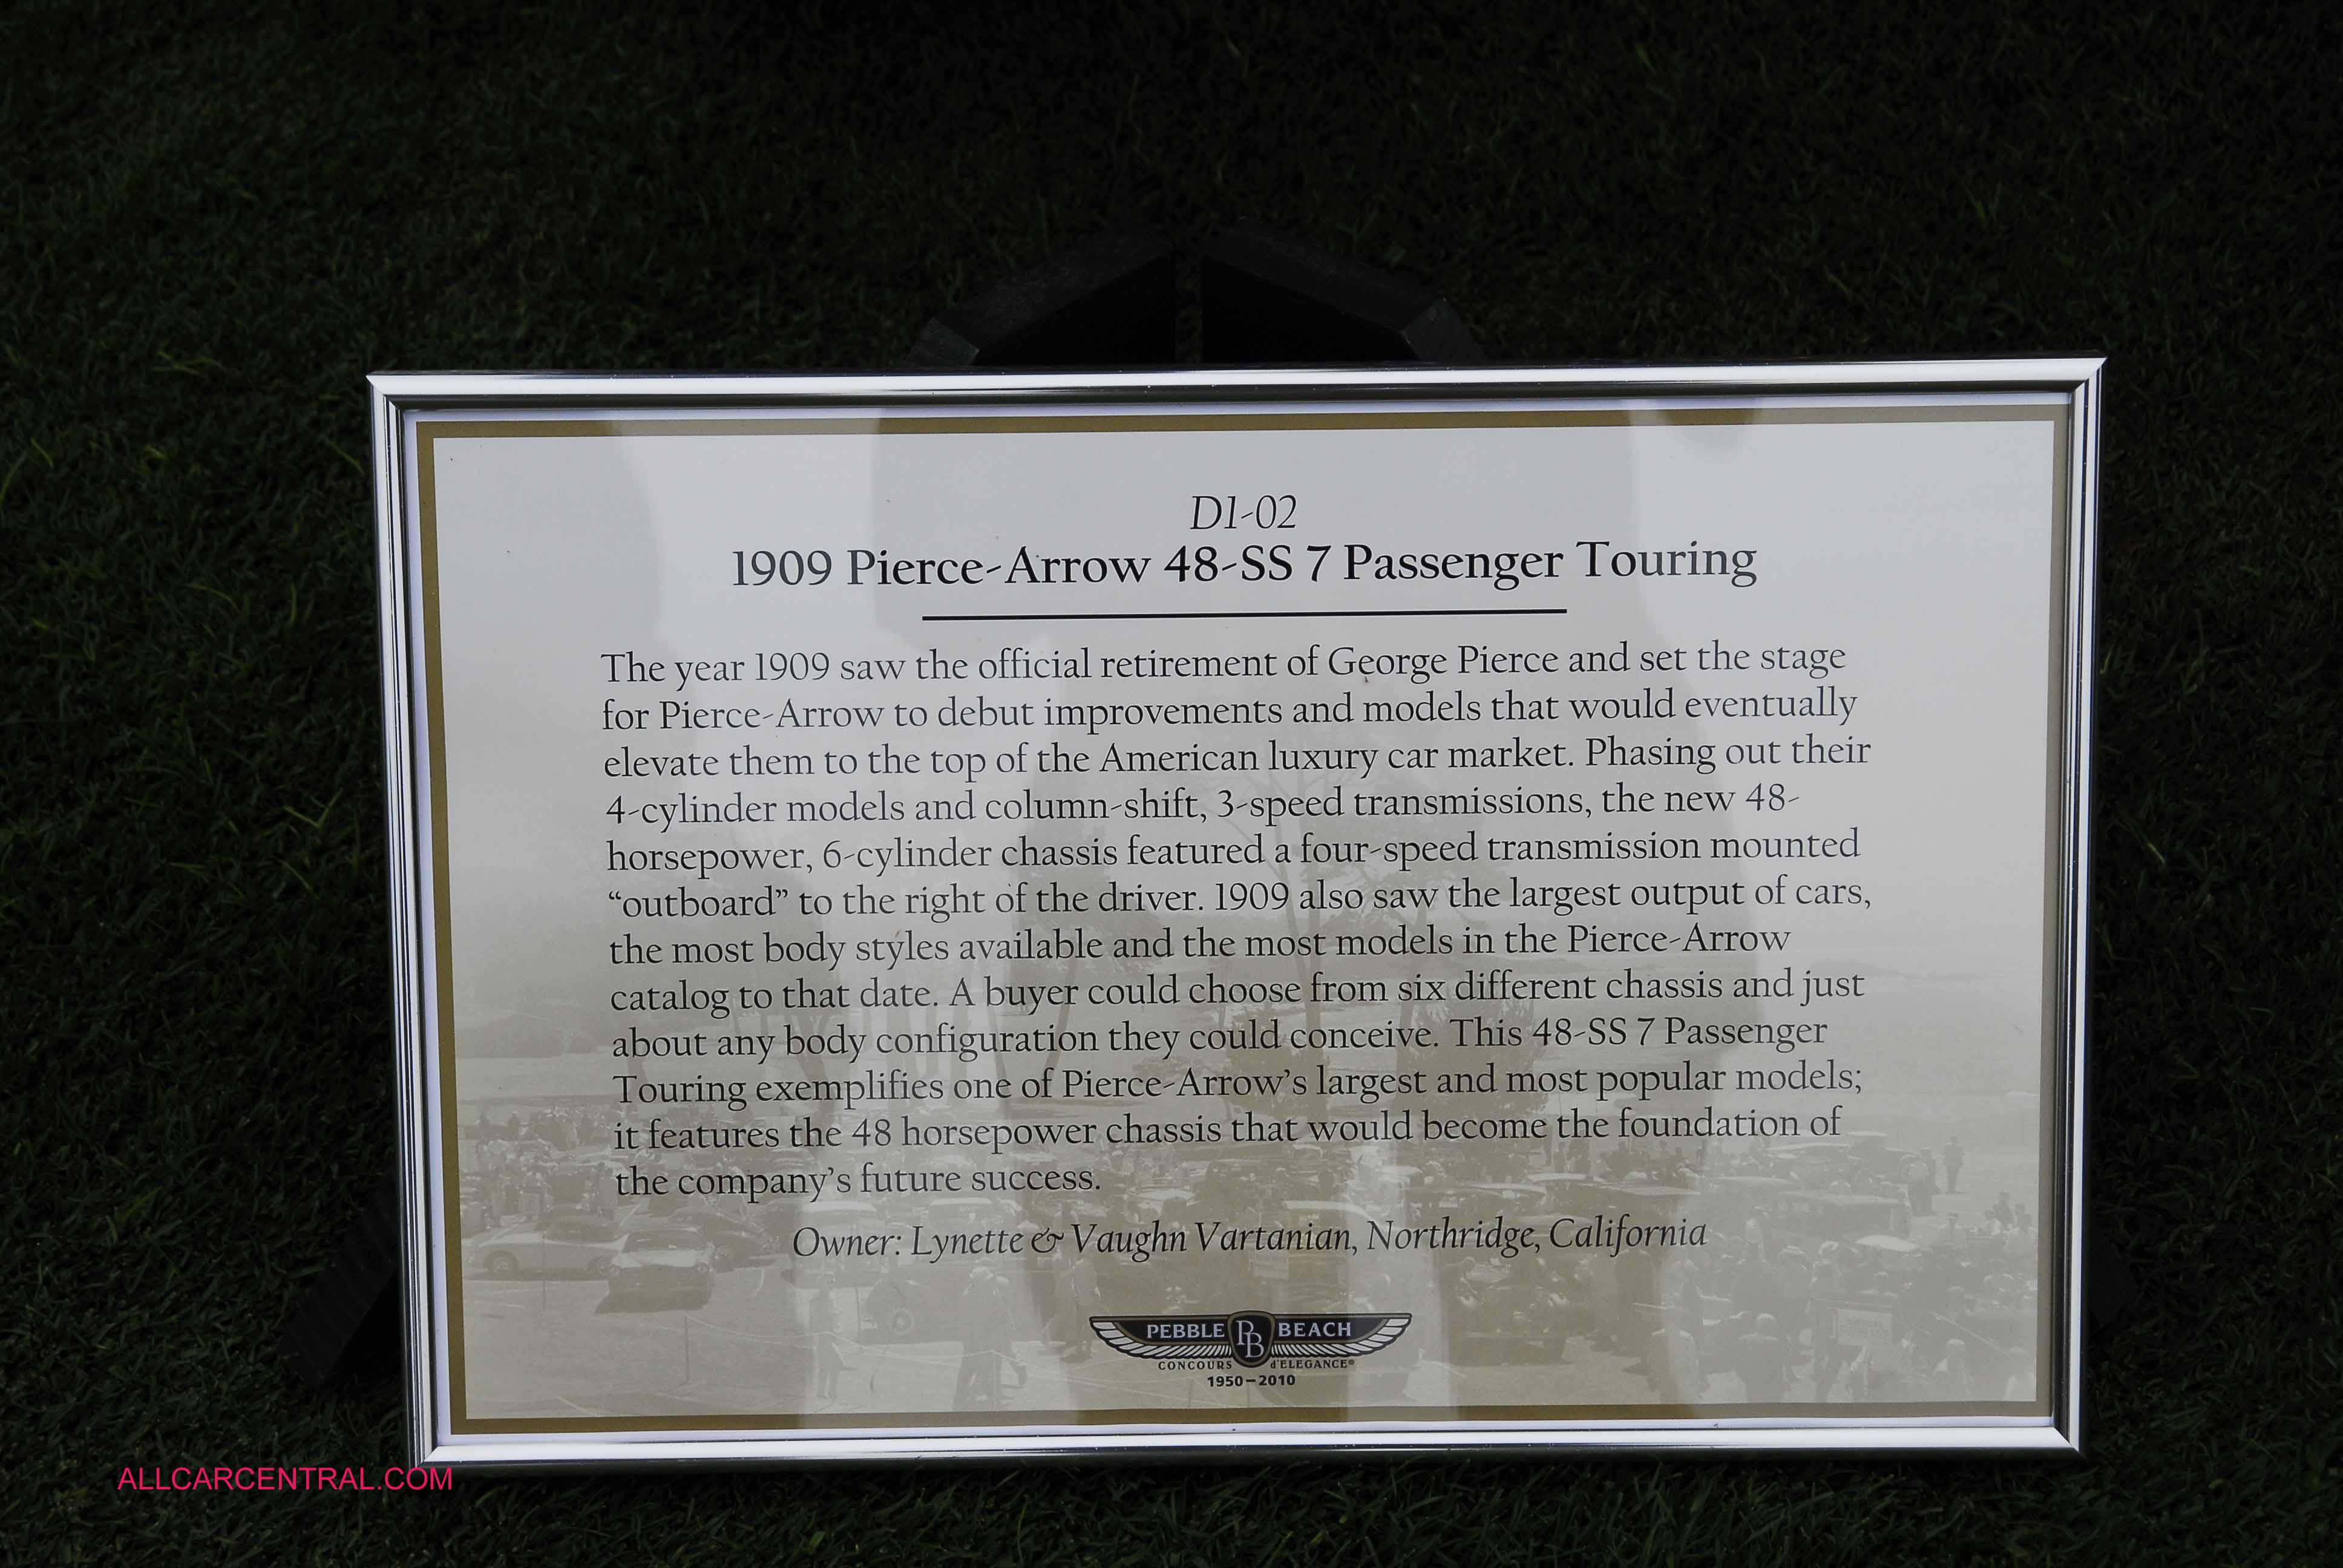 D1-02
1909 Pierce-Arrow 48-SS 7 Passenger Touring
The year 1909 saw the official retirement of George Pierce and set the stage
for Pierce-Arrow to debut improvements and models that would eventually
elevate them to the top of the American luxury car market. Phasing out their
4-cylinder models and column-shift, 3-speed transmissions, the new 48-
horsepower, 6-cylinder chassis featured a four-speed transmission mounted
“outboard” to the right of the driver. 1909 also saw the largest output of cars,
the most body styles available and the most models in the Pierce-Arrow
catalog to that date. A buyer could choose from six different chassis and just
about any body configuration they could conceive. This 48-SS 7 Passenger
Touring exemplifies one of Pierce-Arrow’s largest and most popular models;
it features the 48 horsepower chassis that would become the foundation of
the company’s future success.
Owner: Lynette & Vaughn Vartanian, Northridge, California
PEBBLE PB BEACH
CONCOURS d'ELEGANCE®
1950–2010
ALLCARCENTRAL.COM